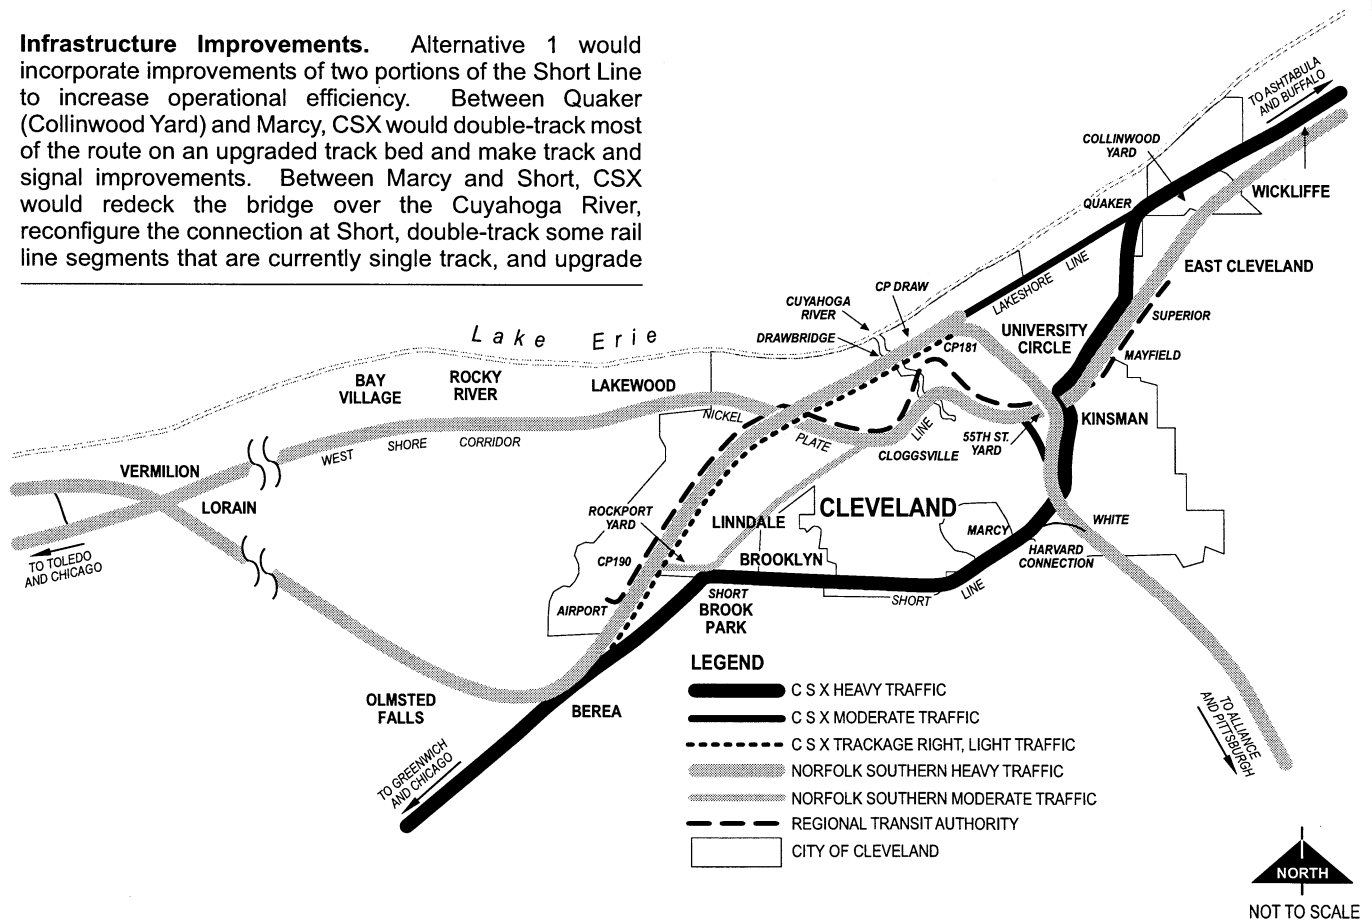 Infrastructure Improvements. Alternative 1 would
incorporate improvements of two portions of the Short Line
to increase operational efficiency. Between Quaker
(Collinwood Yard) and Marcy, CSX would double-track most
of the route on an upgraded track bed and make track and
signal improvements. Between Marcy and Short, CSX
would redeck the bridge over the Cuyahoga River,
reconfigure the connection at Short, double-track some rail
line segments that are currently single track, and upgrade
TO ASHTABULA
AND BUFFALO
COLLINWOOD
YARD
WICKLIFFE
QUAKER
EAST CLEVELAND
LAKESHORE LINE
CP DRAW
CUYAHOGA
RIVER
DRAWBRIDGE
SUPERIOR
UNIVERSITY
CIRCLE
CP181
MAYFIELD
Lake Erie
BAY
VILLAGE
ROCKY
RIVER
LAKEWOOD
NICKEL PLATE LINE
KINSMAN
WEST SHORE CORRIDOR
55TH ST.
YARD
CLOGGSVILLE
VERMILION
LORAIN
CLEVELAND
ROCKPORT
YARD
LINNDALE
MARCY
WHITE
HARVARD
CONNECTION
TO TOLEDO
AND CHICAGO
CP190
BROOKLYN
AIRPORT
SHORT
BROOK
PARK
SHORT LINE
OLMSTED
FALLS
BEREA
TO GREENWICH
AND CHICAGO
TO ALLIANCE
AND PITTSBURGH
LEGEND
C S X HEAVY TRAFFIC
C S X MODERATE TRAFFIC
C S X TRACKAGE RIGHT, LIGHT TRAFFIC
NORFOLK SOUTHERN HEAVY TRAFFIC
NORFOLK SOUTHERN MODERATE TRAFFIC
REGIONAL TRANSIT AUTHORITY
CITY OF CLEVELAND
NORTH
NOT TO SCALE